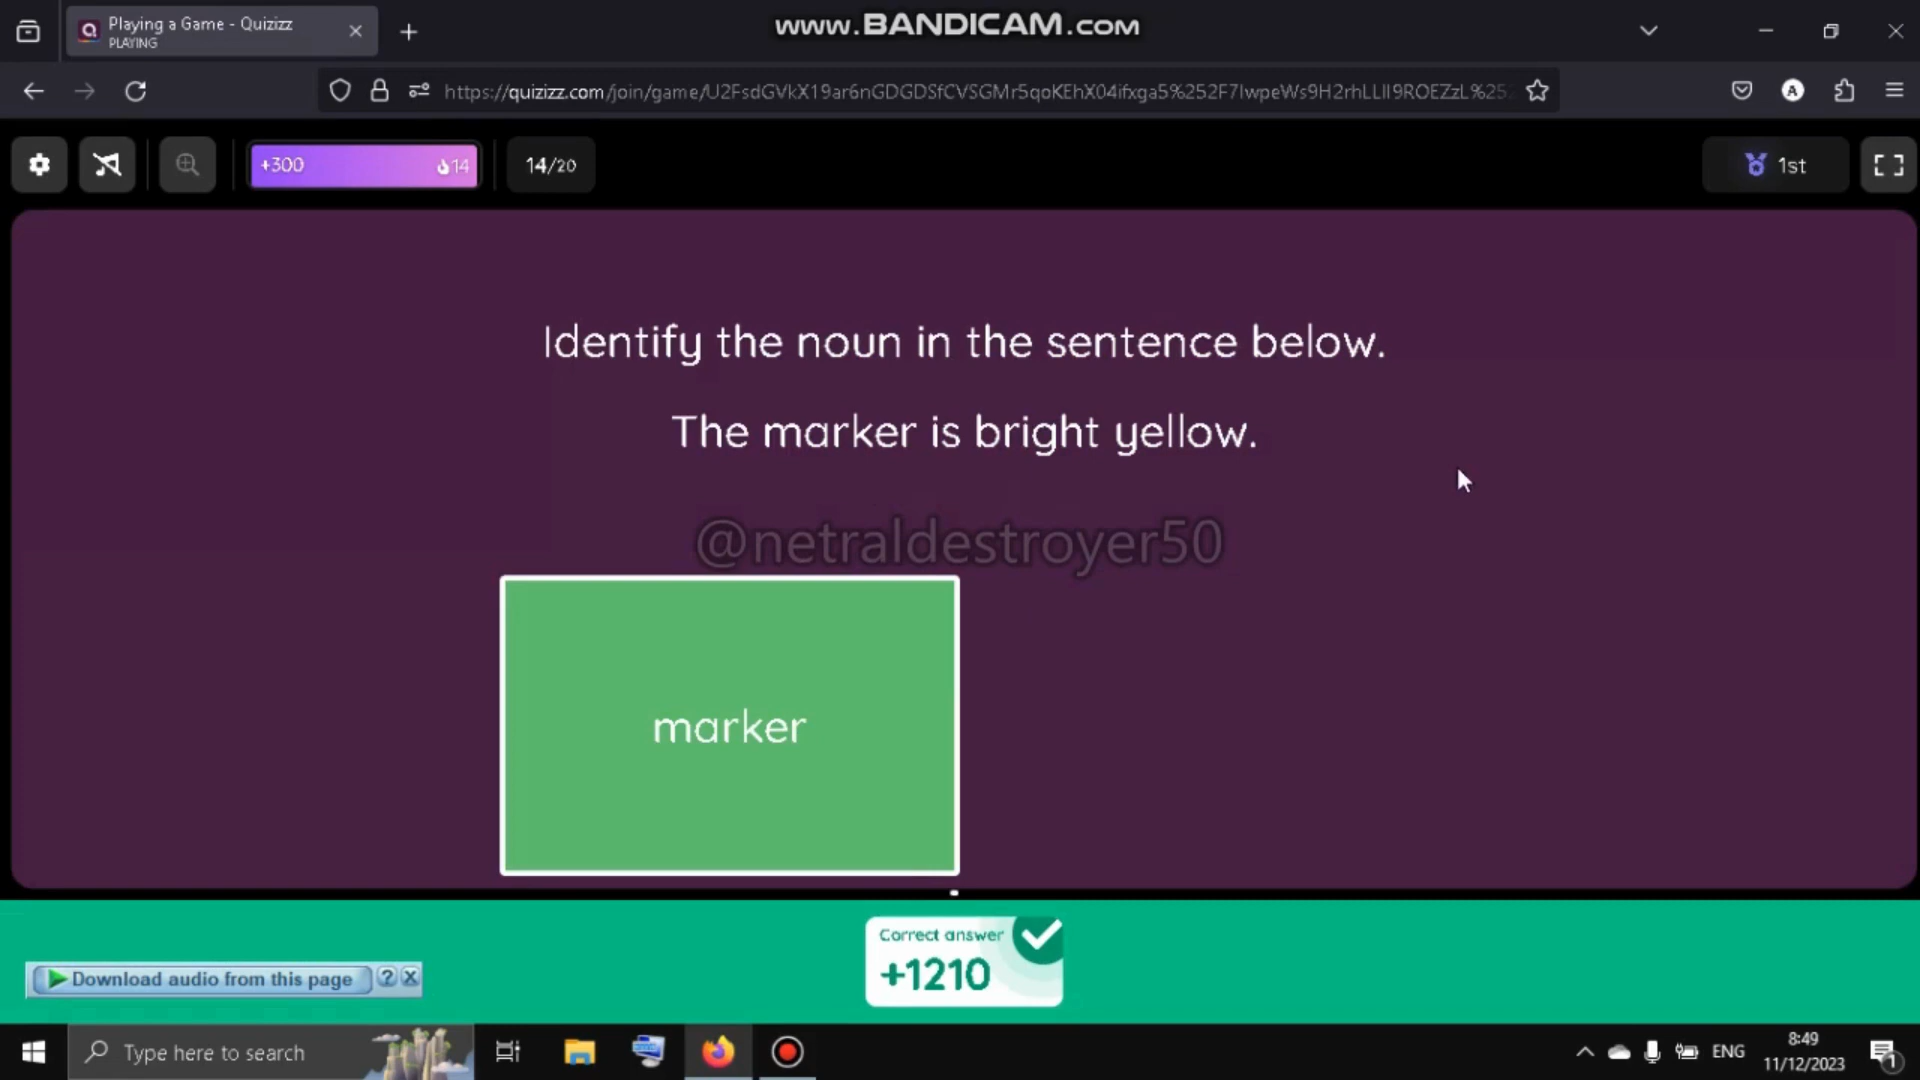 www.BANDICAM.com
Playing a Game - Quizizz
PLAYING
https://quizizz.com/join/game/U2FsdGVkX19ar6nGDGDSfCVSGMr5qoKEhX04ifxga5%252F7IwpeWs9H2rhLLlI9ROEZzL%252
+300
14
14/20
1st
Identify the noun in the sentence below.
The marker is bright yellow.
@netraldestroyer50
marker
Correct answer
+1210
Download audio from this page
Type here to search
ENG
8:49
11/12/2023
1